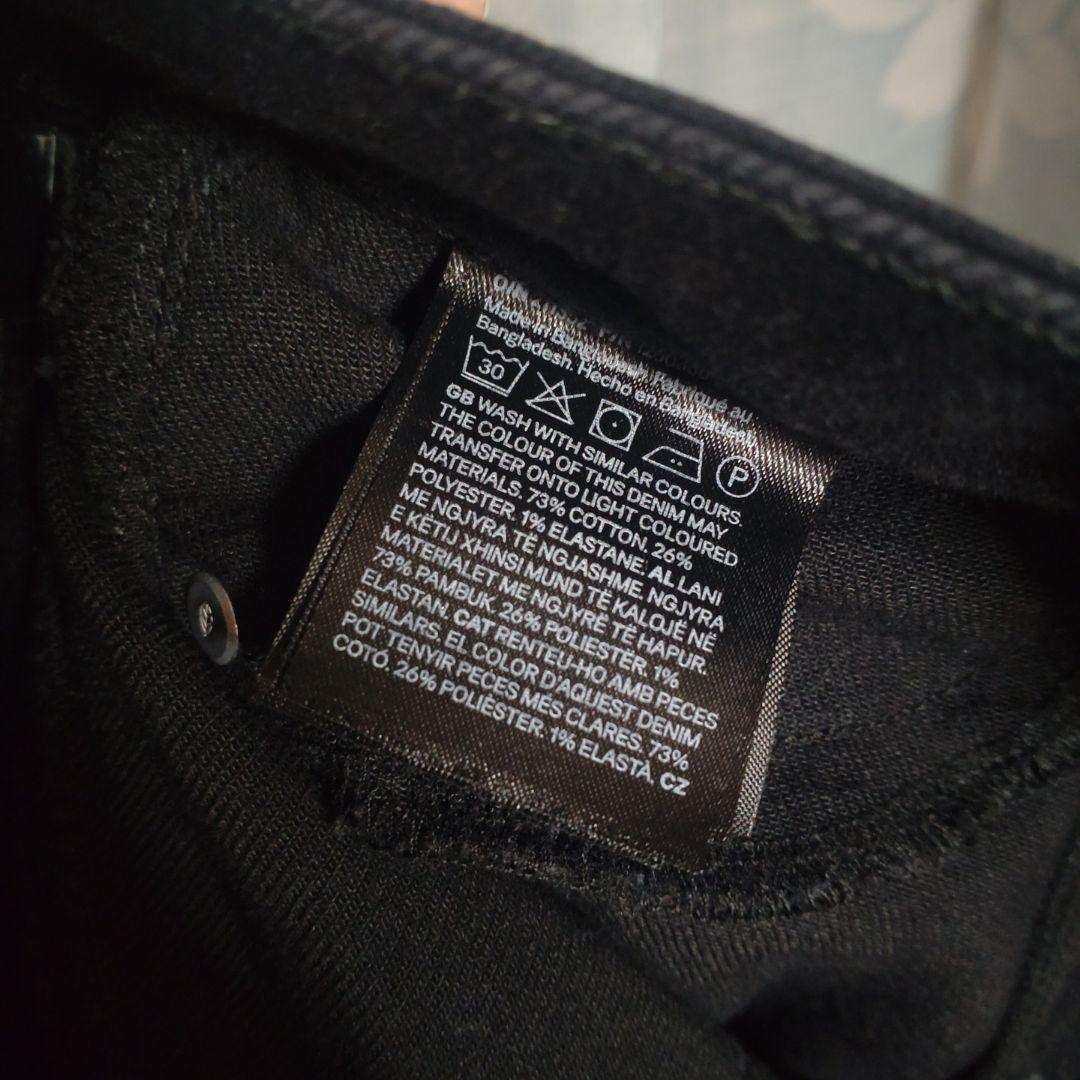 Made in Bangladesh. Fabriqué au
Bangladesh. Hecho en Bangladesh.
30 P
GB WASH WITH SIMILAR COLOURS.
THE COLOUR OF THIS DENIM MAY
TRANSFER ONTO LIGHT COLOURED
MATERIALS. 73% COTTON. 26%
POLYESTER. 1% ELASTANE. AL LANI
ME NGJYRA TË NGJASHME. NGJYRA
E KËTIJ XHINSI MUND TË KALOJË NË
MATERIALET ME NGJYRË TË HAPUR.
73% PAMBUK. 26% POLIESTER. 1%
ELASTAN. CAT RENTEU-HO AMB PECES
SIMILARS. EL COLOR D'AQUEST DENIM
POT TENYIR PECES MÉS CLARES. 73%
COTÓ. 26% POLIÈSTER. 1% ELASTÀ. CZ